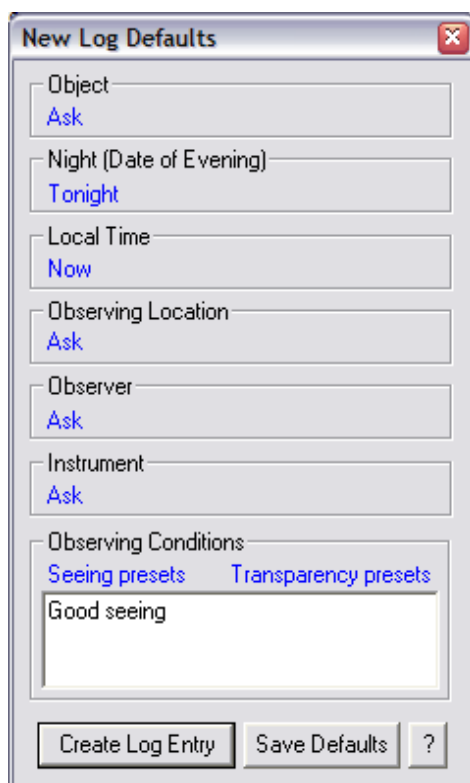 New Log Defaults
Object
Ask
Night (Date of Evening)
Tonight
Local Time
Now
Observing Location
Ask
Observer
Ask
Instrument
Ask
Observing Conditions
Seeing presets Transparency presets
Good seeing
Create Log Entry Save Defaults ?